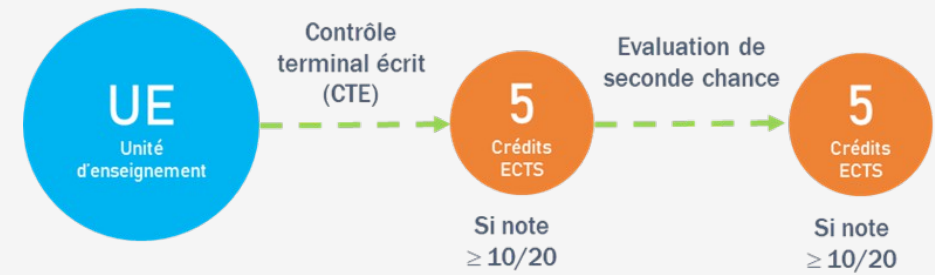 UE
Unité
d'enseignement
Contrôle
terminal écrit
(CTE)
5
Crédits
ECTS
Si note
≥ 10/20
Evaluation de
seconde chance
5
Crédits
ECTS
Si note
≥ 10/20